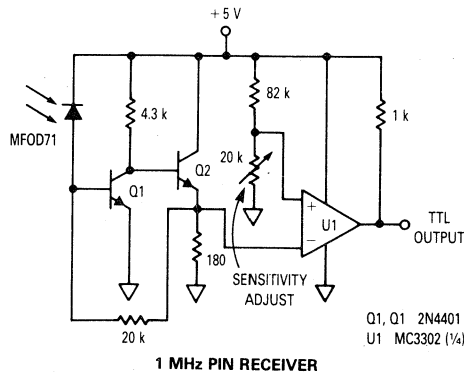 +5 V
82 k
4.3 k
1 k
MFOD71
Q2
20 k
Q1
+
U1
−
TTL
OUTPUT
180
SENSITIVITY
ADJUST
20 k
Q1, Q1 2N4401
U1 MC3302 (¼)
1 MHz PIN RECEIVER